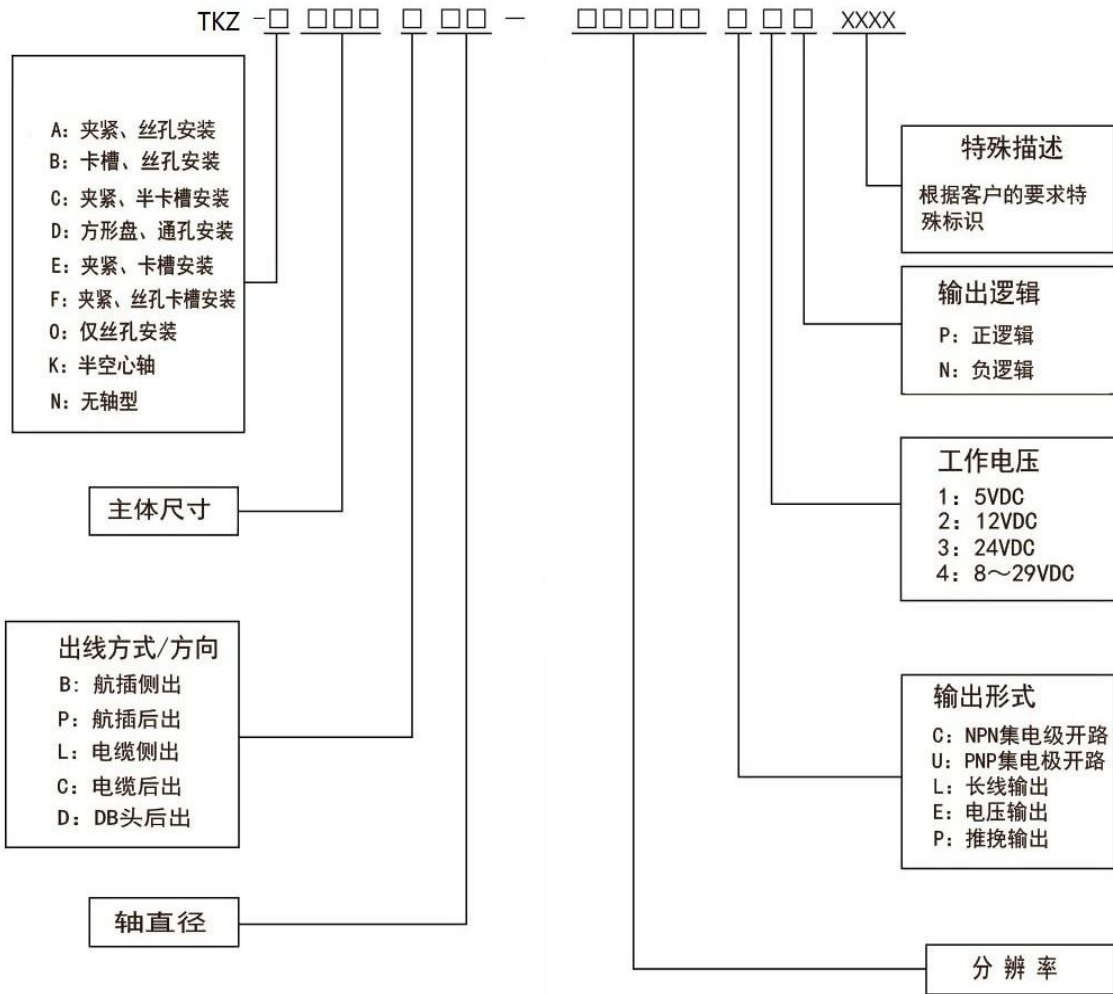 TKZ -□ □□□ □ □□ — □□□□□ □ □ □ XXXX
A: 夹紧、丝孔安装
B: 卡槽、丝孔安装
C: 夹紧、半卡槽安装
D: 方形盘、通孔安装
E: 夹紧、卡槽安装
F: 夹紧、丝孔卡槽安装
O: 仅丝孔安装
K: 半空心轴
N: 无轴型
主体尺寸
出线方式/方向
B: 航插侧出
P: 航插后出
L: 电缆侧出
C: 电缆后出
D: DB头后出
轴直径
特殊描述
根据客户的要求特
殊标识
输出逻辑
P: 正逻辑
N: 负逻辑
工作电压
1: 5VDC
2: 12VDC
3: 24VDC
4: 8～29VDC
输出形式
C: NPN集电级开路
U: PNP集电极开路
L: 长线输出
E: 电压输出
P: 推挽输出
分 辨 率